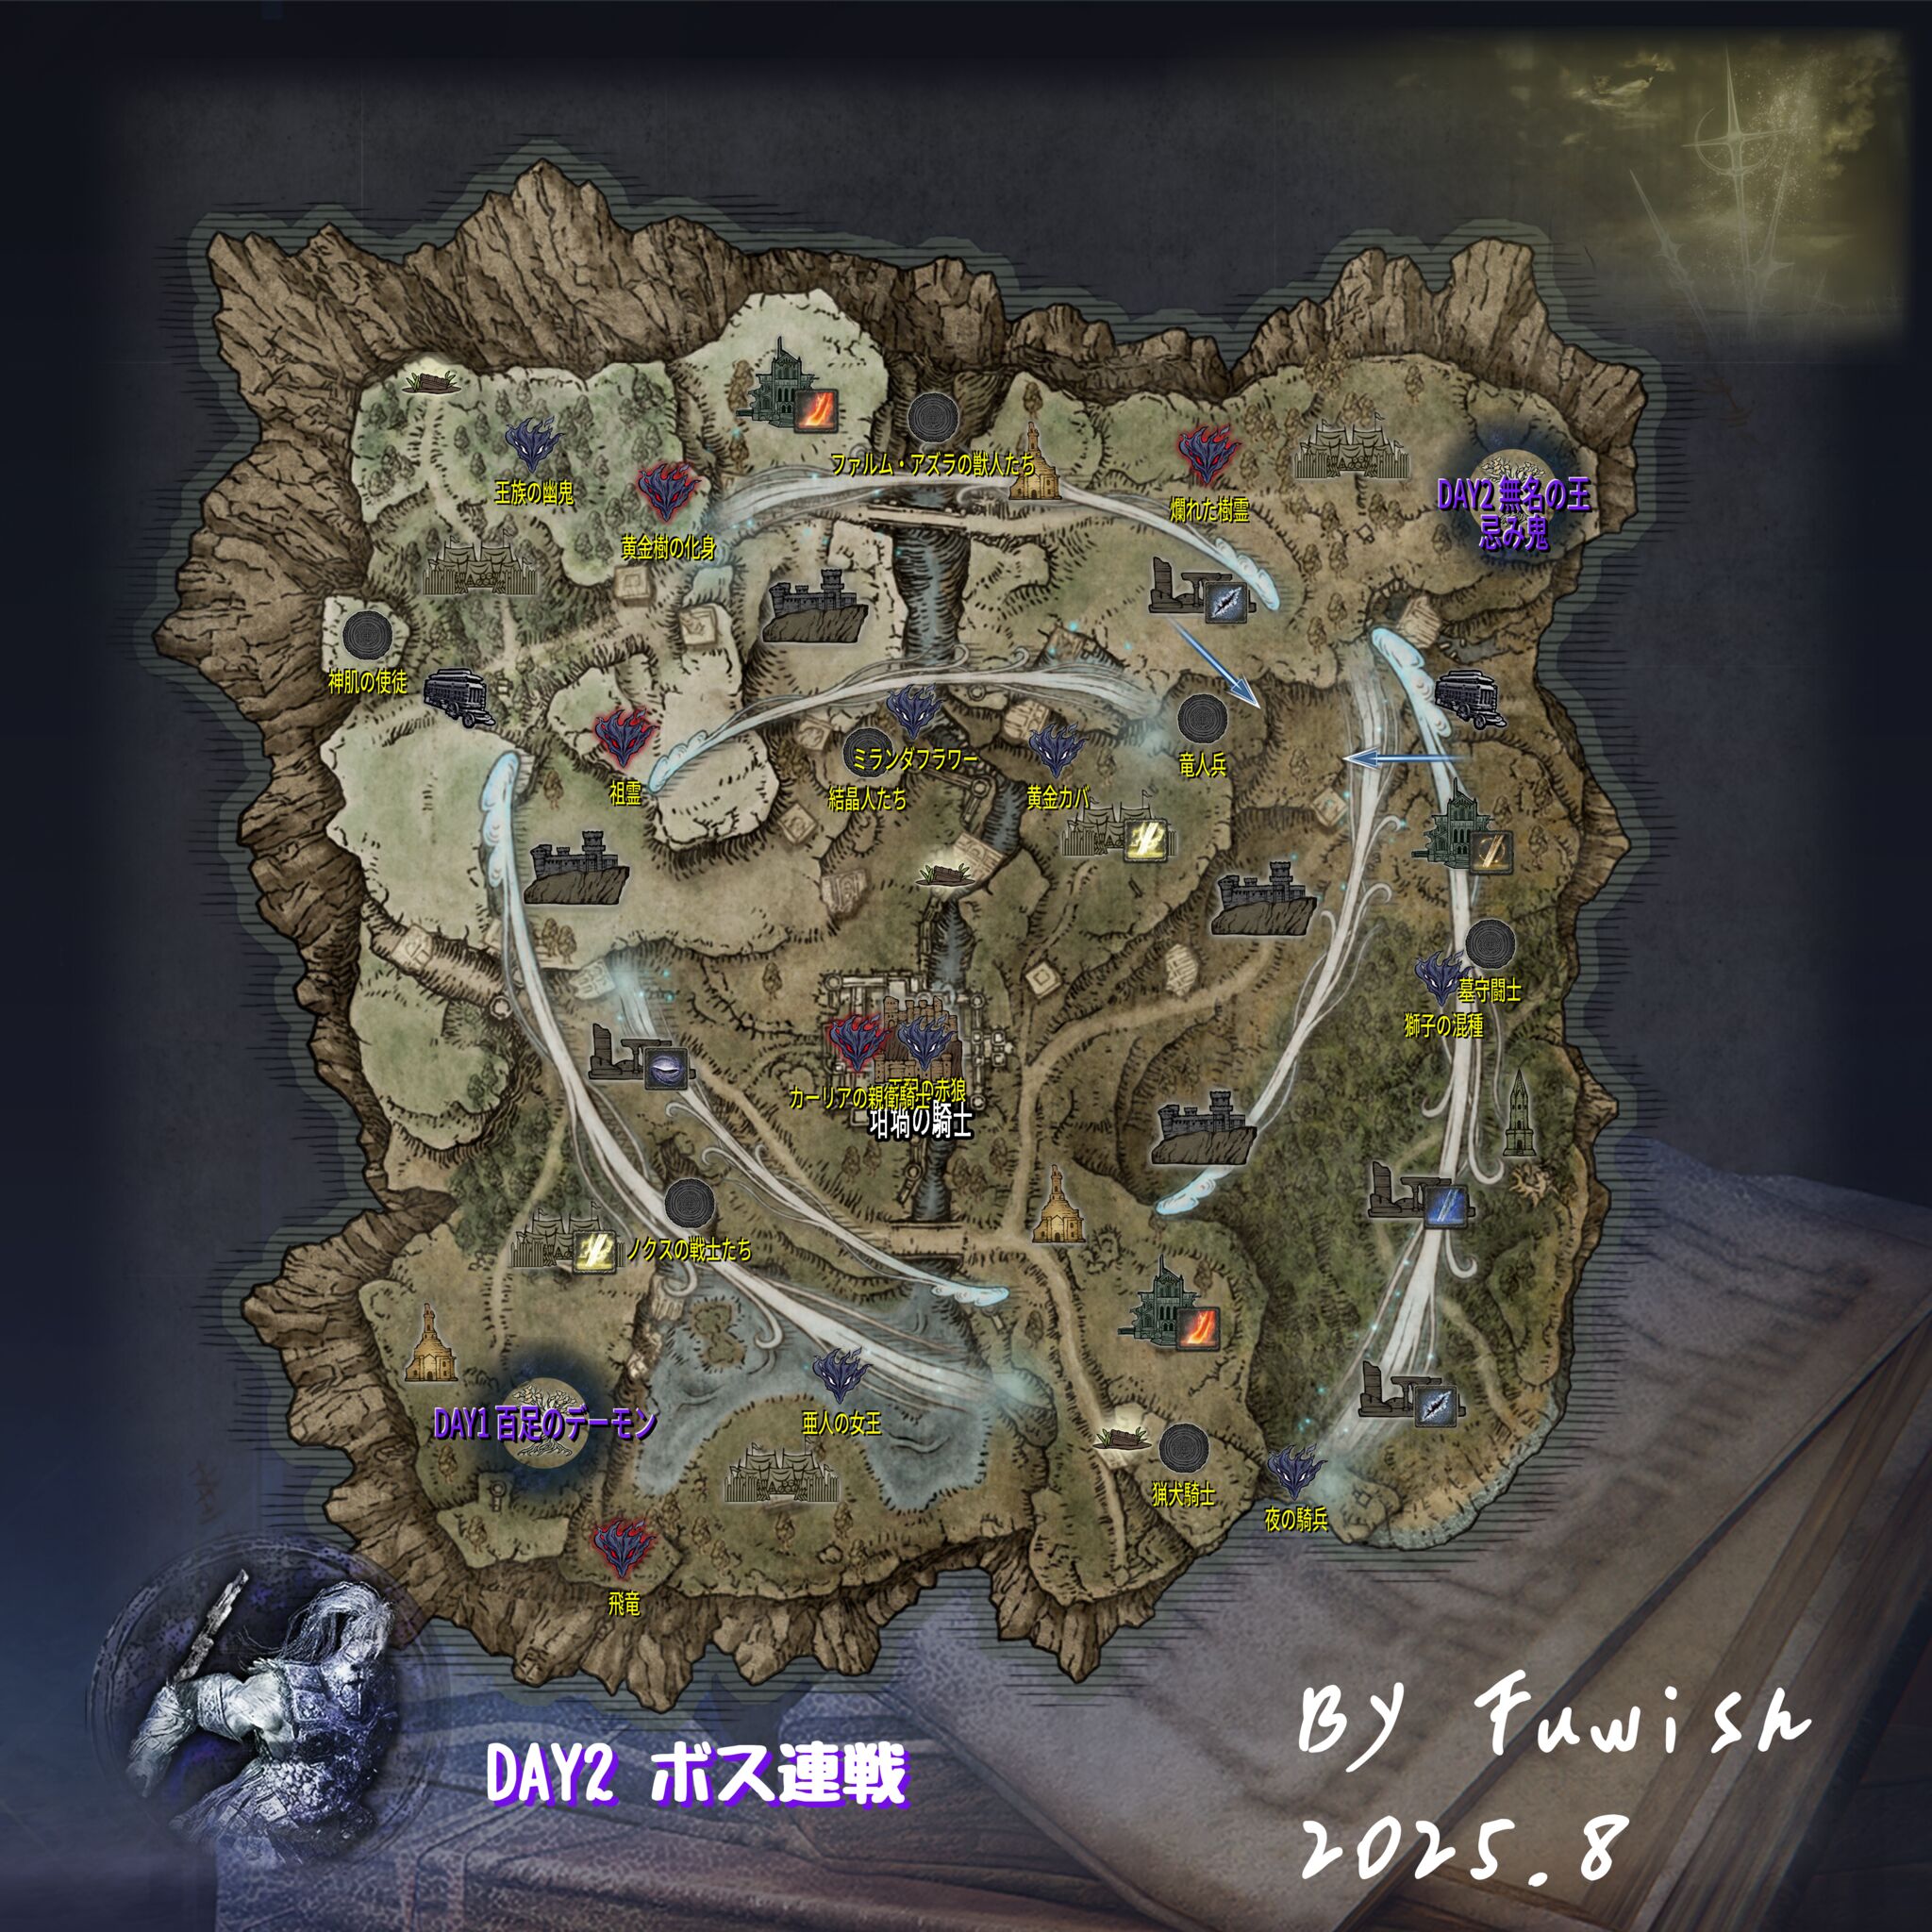 ファルム・アズラの獣人たち
王族の幽鬼
黄金樹の化身
爛れた樹霊
DAY2 無名の王
忌み鬼
神肌の使徒
祖霊
ミランダフラワー
結晶人たち
黄金カバ
竜人兵
墓守闘士
獅子の混種
カーリアの親衛騎士
の赤狼
坩堝の騎士
ノクスの戦士たち
DAY1 百足のデーモン
亜人の女王
猟犬騎士
夜の騎兵
飛竜
DAY2 ボス連戦
BY Fuwish
2025.8